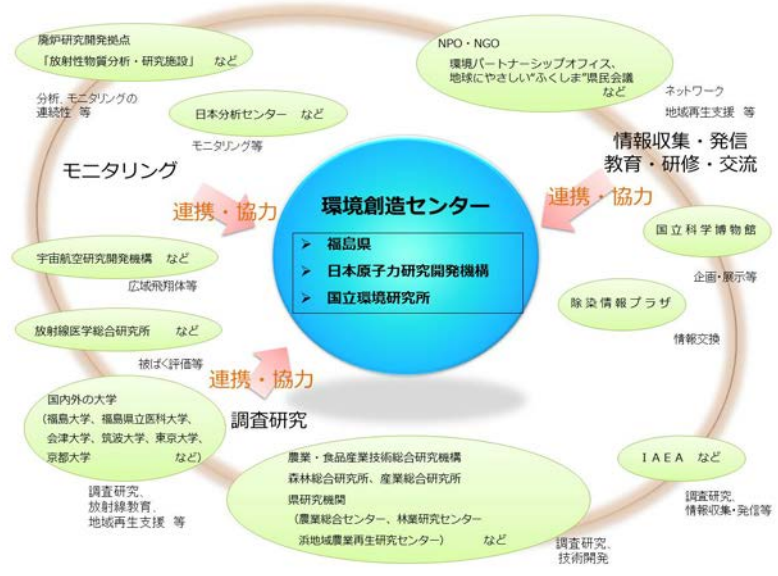 廃炉研究開発拠点
「放射性物質分析・研究施設」 など
分析、モニタリングの
連続性 等
日本分析センター など
モニタリング等
モニタリング
連携・協力
NPO・NGO
環境パートナーシップオフィス、
地球にやさしい"ふくしま"県民会議
など
ネットワーク
地域再生支援 等
情報収集・発信
教育・研修・交流
連携・協力
環境創造センター
➢ 福島県
➢ 日本原子力研究開発機構
➢ 国立環境研究所
国立科学博物館
企画・展示等
除染情報プラザ
情報交換
宇宙航空研究開発機構 など
広域飛翔体等
放射線医学総合研究所 など
被ばく評価等
連携・協力
調査研究
国内外の大学
(福島大学、福島県立医科大学、
会津大学、筑波大学、東京大学、
京都大学 など)
調査研究、
放射線教育、
地域再生支援 等
農業・食品産業技術総合研究機構
森林総合研究所、産業総合研究所
県研究機関
(農業総合センター、林業研究センター
浜地域農業再生研究センター) など
調査研究、
技術開発
IAEA など
調査研究、
情報収集・発信等